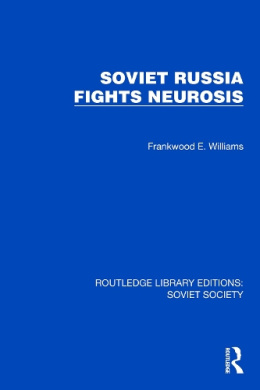 SOVIET RUSSIA
FIGHTS NEUROSIS
Frankwood E. Williams
ROUTLEDGE LIBRARY EDITIONS:
SOVIET SOCIETY
ROUTLEDGE